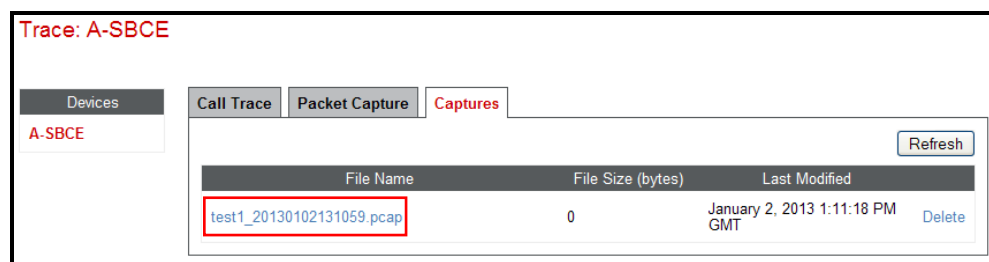 Trace: A-SBCE
Devices
A-SBCE
Call Trace Packet Capture Captures
Refresh
File Name File Size (bytes) Last Modified
test1_20130102131059.pcap 0 January 2, 2013 1:11:18 PM GMT Delete